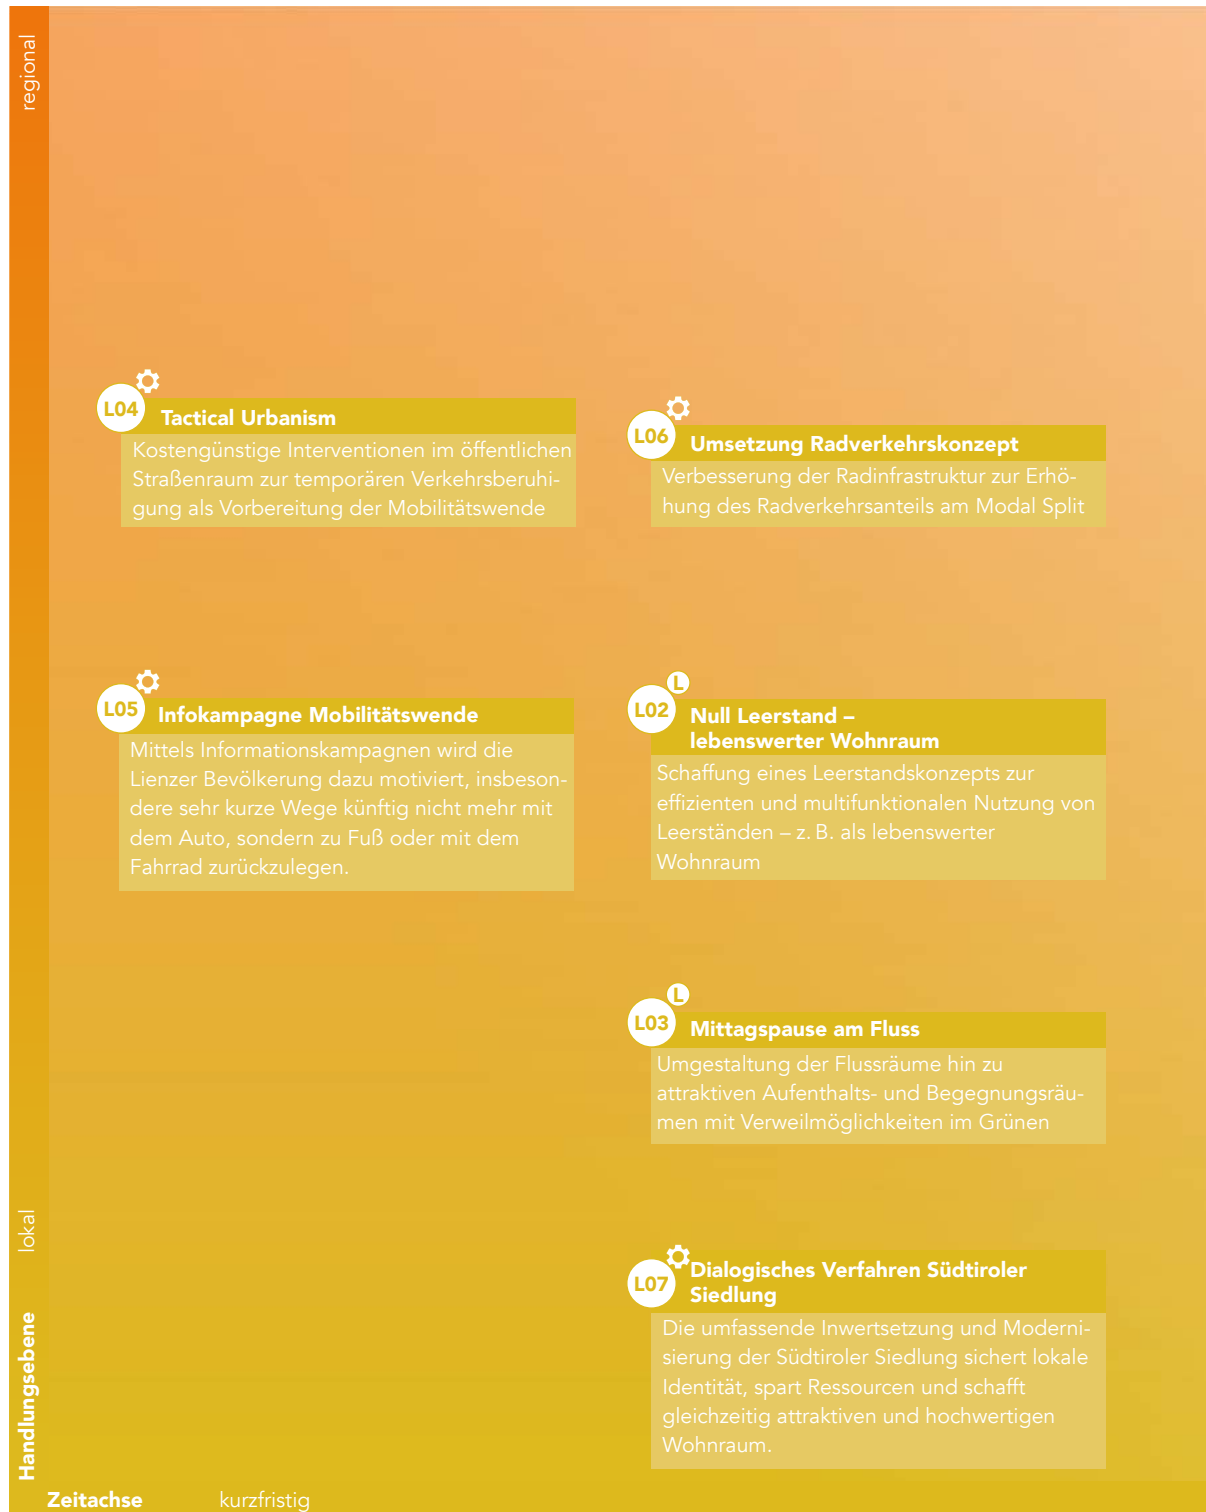 regional
L04
Tactical Urbanism
Kostengünstige Interventionen im öffentlichen
Straßenraum zur temporären Verkehrsberuhi-
gung als Vorbereitung der Mobilitätswende
L06
Umsetzung Radverkehrskonzept
Verbesserung der Radinfrastruktur zur Erhö-
hung des Radverkehrsanteils am Modal Split
L05
Infokampagne Mobilitätswende
Mittels Informationskampagnen wird die
Lienzer Bevölkerung dazu motiviert, insbeson-
dere sehr kurze Wege künftig nicht mehr mit
dem Auto, sondern zu Fuß oder mit dem
Fahrrad zurückzulegen.
L
L02
Null Leerstand –
lebenswerter Wohnraum
Schaffung eines Leerstandskonzepts zur
effizienten und multifunktionalen Nutzung von
Leerständen – z. B. als lebenswerter
Wohnraum
L
L03
Mittagspause am Fluss
Umgestaltung der Flussräume hin zu
attraktiven Aufenthalts- und Begegnungsräu-
men mit Verweilmöglichkeiten im Grünen
L07
Dialogisches Verfahren Südtiroler
Siedlung
Die umfassende Inwertsetzung und Moderni-
sierung der Südtiroler Siedlung sichert lokale
Identität, spart Ressourcen und schafft
gleichzeitig attraktiven und hochwertigen
Wohnraum.
lokal
Handlungsebene
Zeitachse kurzfristig